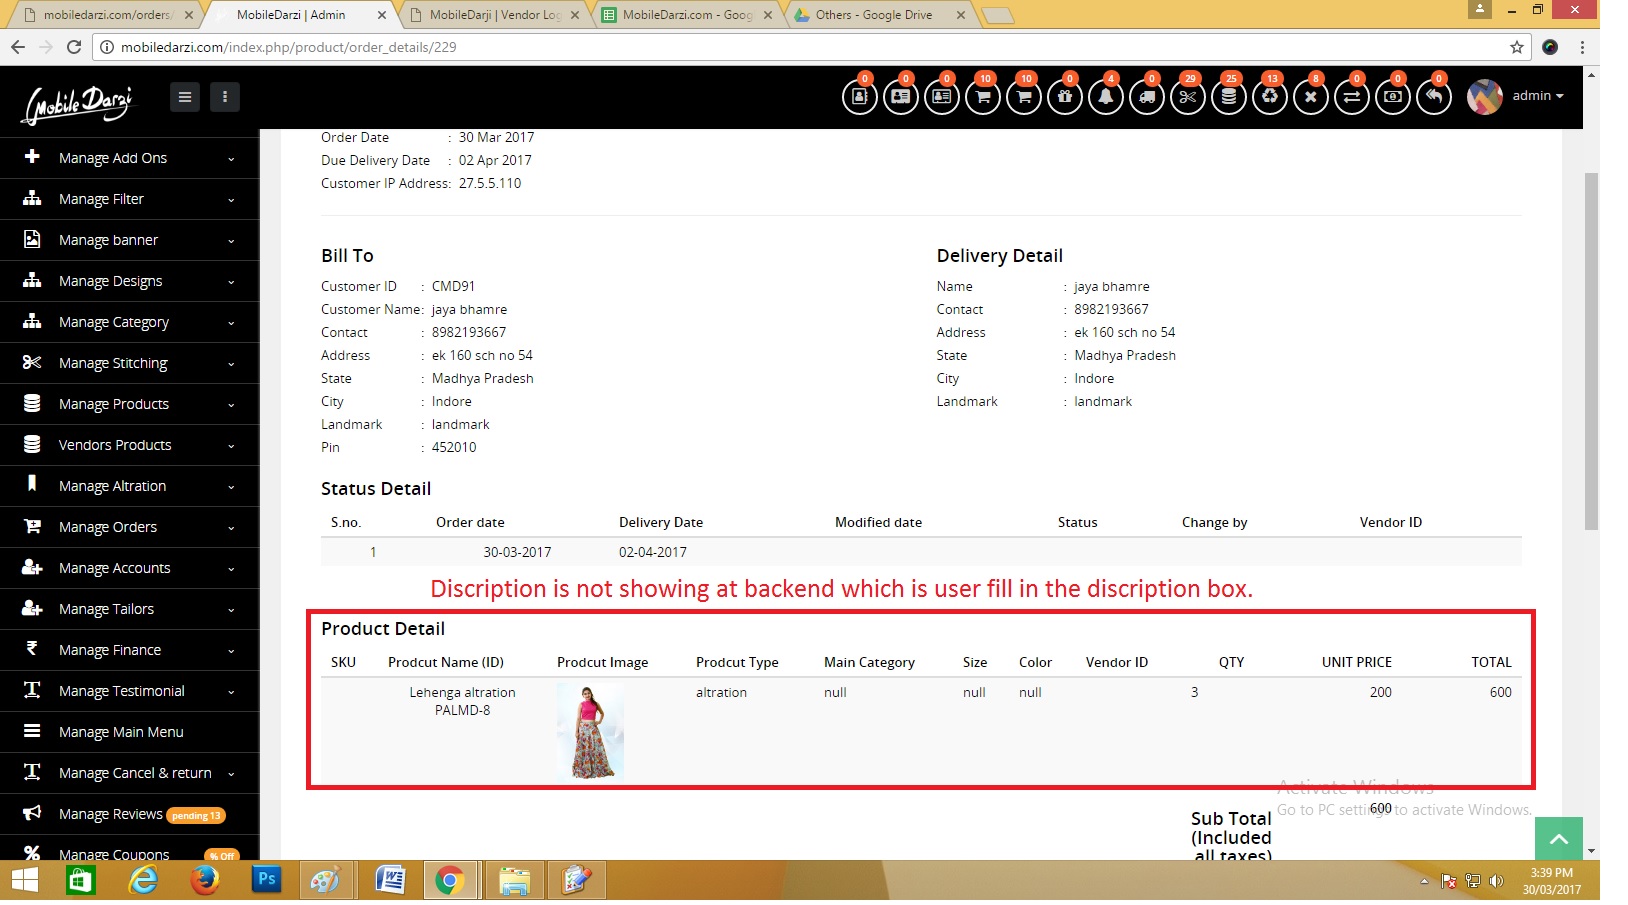 mobiledarzi.com/orders/
MobileDarzi | Admin
MobileDarji | Vendor Log
MobileDarzi.com - Goog
Others - Google Drive
mobiledarzi.com/index.php/product/order_details/229
Mobile Darzi
0 0 0 10 10 0 4 0 29 25 13 8 0 0 0
admin
Manage Add Ons
Manage Filter
Manage banner
Manage Designs
Manage Category
Manage Stitching
Manage Products
Vendors Products
Manage Altration
Manage Orders
Manage Accounts
Manage Tailors
Manage Finance
Manage Testimonial
Manage Main Menu
Manage Cancel & return
Manage Reviews pending 13
Manage Coupons % Off
Order Date : 30 Mar 2017
Due Delivery Date : 02 Apr 2017
Customer IP Address: 27.5.5.110
Bill To
Customer ID : CMD91
Customer Name: jaya bhamre
Contact : 8982193667
Address : ek 160 sch no 54
State : Madhya Pradesh
City : Indore
Landmark : landmark
Pin : 452010
Delivery Detail
Name : jaya bhamre
Contact : 8982193667
Address : ek 160 sch no 54
State : Madhya Pradesh
City : Indore
Landmark : landmark
Status Detail
S.no. Order date Delivery Date Modified date Status Change by Vendor ID
1 30-03-2017 02-04-2017
Discription is not showing at backend which is user fill in the discription box.
Product Detail
SKU Prodcut Name (ID) Prodcut Image Prodcut Type Main Category Size Color Vendor ID QTY UNIT PRICE TOTAL
Lehenga altration altration null null null 3 200 600
PALMD-8
Activate Windows
Go to PC settings to activate Windows.
600
Sub Total
(Included
all taxes)
Ps
3:39 PM
30/03/2017